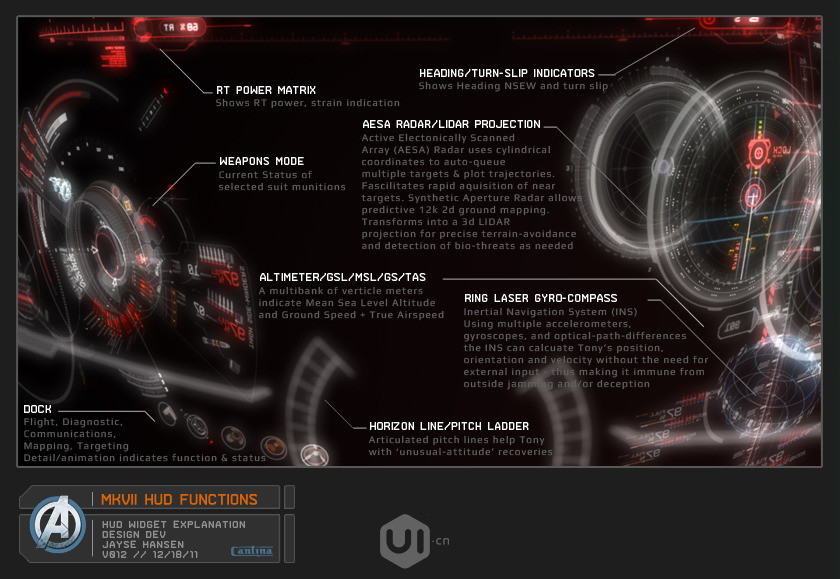 RT POWER MATRIX
Shows RT power, strain indication
HEADING/TURN-SLIP INDICATORS
Shows Heading NSEW and turn slip
AESA RADAR/LIDAR PROJECTION
Active Electonically Scanned
Array (AESA) Radar uses cylindrical
coordinates to auto-queue
multiple targets & plot trajectories.
Fascilitates rapid aquisition of near
targets. Synthetic Aperture Radar allows
predictive 12k 2d ground mapping.
Transforms into a 3d LIDAR
projection for precise terrain-avoidance
and detection of bio-threats as needed
WEAPONS MODE
Current Status of
selected suit munitions
ALTIMETER/GSL/MSL/GS/TAS
A multibank of verticle meters
indicate Mean Sea Level Altitude
and Ground Speed + True Airspeed
RING LASER GYRO-COMPASS
Inertial Navigation System (INS)
Using multiple accelerometers,
gyroscopes, and optical-path-differences
the INS can calcuate Tony's position,
orientation and velocity without the need for
external input - thus making it immune from
outside jamming and/or deception
DOCK
Flight, Diagnostic,
Communications,
Mapping, Targeting
Detail/animation indicates function & status
HORIZON LINE/PITCH LADDER
Articulated pitch lines help Tony
with 'unusual-attitude' recoveries
MKVII HUD FUNCTIONS
HUD WIDGET EXPLANATION
DESIGN DEV
JAYSE HANSEN
V012 // 12/18/11
Cantina
UI·cn